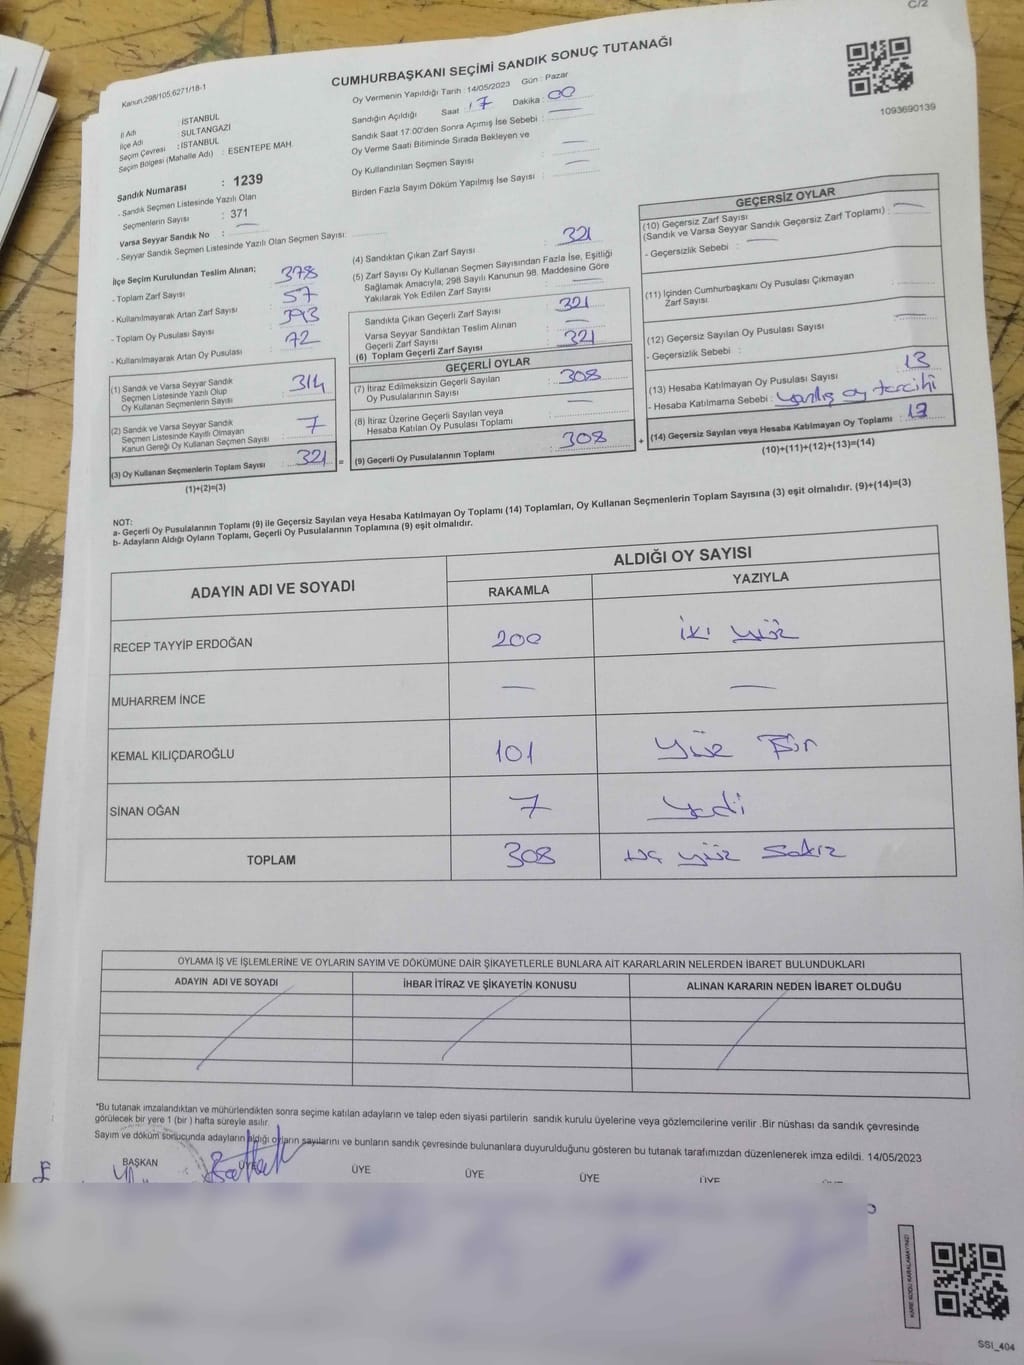 C/2
Kanun,298/105,6271/18-1
CUMHURBAŞKANI SEÇİMİ SANDIK SONUÇ TUTANAĞI
1093690139
İl Adı : İSTANBUL
İlçe Adı : SULTANGAZİ
Seçim Çevresi : İSTANBUL
Seçim Bölgesi (Mahalle Adı) : ESENTEPE MAH.
Sandık Numarası : 1239
- Sandık Seçmen Listesinde Yazılı Olan
Seçmenlerin Sayısı : 371
Varsa Seyyar Sandık No : —
- Seyyar Sandık Seçmen Listesinde Yazılı Olan Seçmen Sayısı:
Oy Vermenin Yapıldığı Tarih : 14/05/2023 Gün : Pazar
Sandığın Açıldığı Saat : 17 Dakika : 00
Sandık Saat 17:00'den Sonra Açımış İse Sebebi : —
Oy Verme Saati Bitiminde Sırada Bekleyen ve
Oy Kullandırılan Seçmen Sayısı : —
Birden Fazla Sayım Döküm Yapılmış İse Sayısı : —
İlçe Seçim Kurulundan Teslim Alınan;
- Toplam Zarf Sayısı : 378
- Kullanılmayarak Artan Zarf Sayısı : 57
- Toplam Oy Pusulası Sayısı : 393
- Kullanılmayarak Artan Oy Pusulası : 72
(1) Sandık ve Varsa Seyyar Sandık
Seçmen Listesinde Yazılı Olup
Oy Kullanan Seçmenlerin Sayısı : 314
(2) Sandık ve Varsa Seyyar Sandık
Seçmen Listesinde Kayıtlı Olmayan
Kanun Gereği Oy Kullanan Seçmen Sayısı : 7
(3) Oy Kullanan Seçmenlerin Toplam Sayısı : 321 =
(1)+(2)=(3)
(4) Sandıktan Çıkan Zarf Sayısı : 321
(5) Zarf Sayısı Oy Kullanan Seçmen Sayısından Fazla İse, Eşitliği
Sağlamak Amacıyla, 298 Sayılı Kanunun 98. Maddesine Göre
Yakılarak Yok Edilen Zarf Sayısı : —
Sandıkta Çıkan Geçerli Zarf Sayısı : 321
Varsa Seyyar Sandıktan Teslim Alınan
Geçerli Zarf Sayısı : —
(6) Toplam Geçerli Zarf Sayısı : 321
GEÇERLİ OYLAR
(7) İtiraz Edilmeksizin Geçerli Sayılan
Oy Pusulalarının Sayısı : 308
(8) İtiraz Üzerine Geçerli Sayılan veya
Hesaba Katılan Oy Pusulası Toplamı : —
(9) Geçerli Oy Pusulalarının Toplamı : 308 +
GEÇERSİZ OYLAR
(10) Geçersiz Zarf Sayısı
(Sandık ve Varsa Seyyar Sandık Geçersiz Zarf Toplamı) : —
- Geçersizlik Sebebi : —
(11) İçinden Cumhurbaşkanı Oy Pusulası Çıkmayan
Zarf Sayısı :
(12) Geçersiz Sayılan Oy Pusulası Sayısı : —
- Geçersizlik Sebebi :
(13) Hesaba Katılmayan Oy Pusulası Sayısı : 13
- Hesaba Katılmama Sebebi : yanlış oy tercihi
(14) Geçersiz Sayılan veya Hesaba Katılmayan Oy Toplamı : 13
(10)+(11)+(12)+(13)=(14)
NOT:
a- Geçerli Oy Pusulalarının Toplamı (9) ile Geçersiz Sayılan veya Hesaba Katılmayan Oy Toplamı (14) Toplamları, Oy Kullanan Seçmenlerin Toplam Sayısına (3) eşit olmalıdır. (9)+(14)=(3)
b- Adayların Aldığı Oyların Toplamı, Geçerli Oy Pusulalarının Toplamına (9) eşit olmalıdır.
ADAYIN ADI VE SOYADI ALDIĞI OY SAYISI
RAKAMLA YAZIYLA
RECEP TAYYİP ERDOĞAN 200 iki yüz
MUHARREM İNCE — —
KEMAL KILIÇDAROĞLU 101 yüz Bir
SİNAN OĞAN 7 yedi
TOPLAM 308 üç yüz sekiz
OYLAMA İŞ VE İŞLEMLERİNE VE OYLARIN SAYIM VE DÖKÜMÜNE DAİR ŞİKAYETLERLE BUNLARA AİT KARARLARIN NELERDEN İBARET BULUNDUKLARI
ADAYIN ADI VE SOYADI İHBAR İTİRAZ VE ŞİKAYETİN KONUSU ALINAN KARARIN NEDEN İBARET OLDUĞU
*Bu tutanak imzalandıktan ve mühürlendikten sonra seçime katılan adayların ve talep eden siyasi partilerin sandık kurulu üyelerine veya gözlemcilerine verilir .Bir nüshası da sandık çevresinde
görülecek bir yere 1 (bir ) hafta süreyle asılır.
Sayım ve döküm sonucunda adayların aldığı oyların sayılarını ve bunların sandık çevresinde bulunanlara duyurulduğunu gösteren bu tutanak tarafımızdan düzenlenerek imza edildi. 14/05/2023
BAŞKAN ÜYE ÜYE ÜYE ÜYE ÜYE
KARE KODU KARALAMAYINIZ!
SSI_404